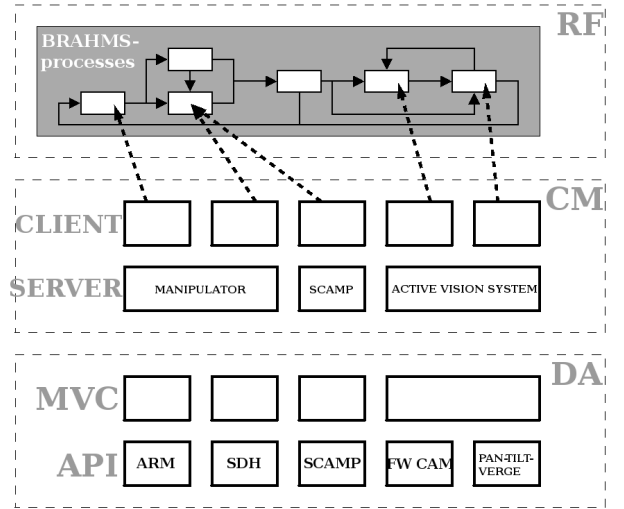 RF
BRAHMS-
processes
CM
CLIENT
SERVER
MANIPULATOR
SCAMP
ACTIVE VISION SYSTEM
DA
MVC
API
ARM
SDH
SCAMP
FW CAM
PAN-TILT-
VERGE